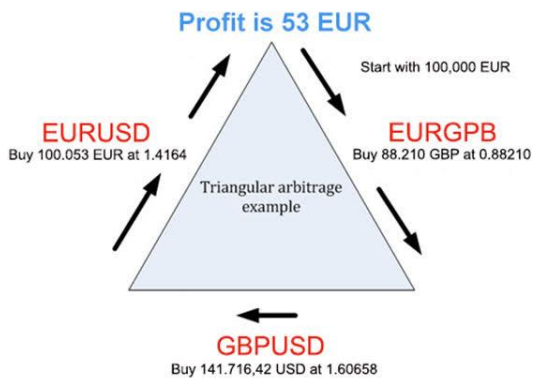 Profit is 53 EUR
Start with 100,000 EUR
EURUSD
Buy 100.053 EUR at 1.4164
EURGPB
Buy 88.210 GBP at 0.88210
Triangular arbitrage
example
GBPUSD
Buy 141.716,42 USD at 1.60658